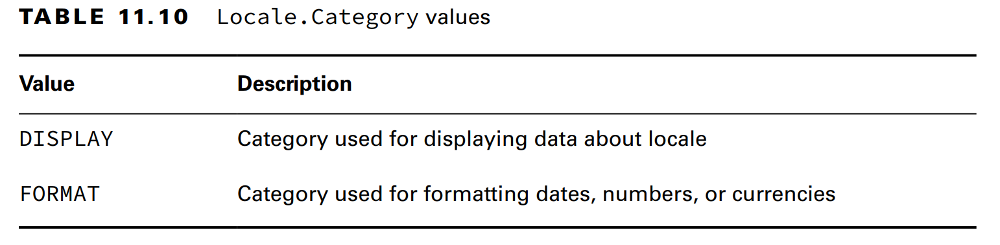 TABLE 11.10 Locale.Category values
Value Description
DISPLAY Category used for displaying data about locale
FORMAT Category used for formatting dates, numbers, or currencies